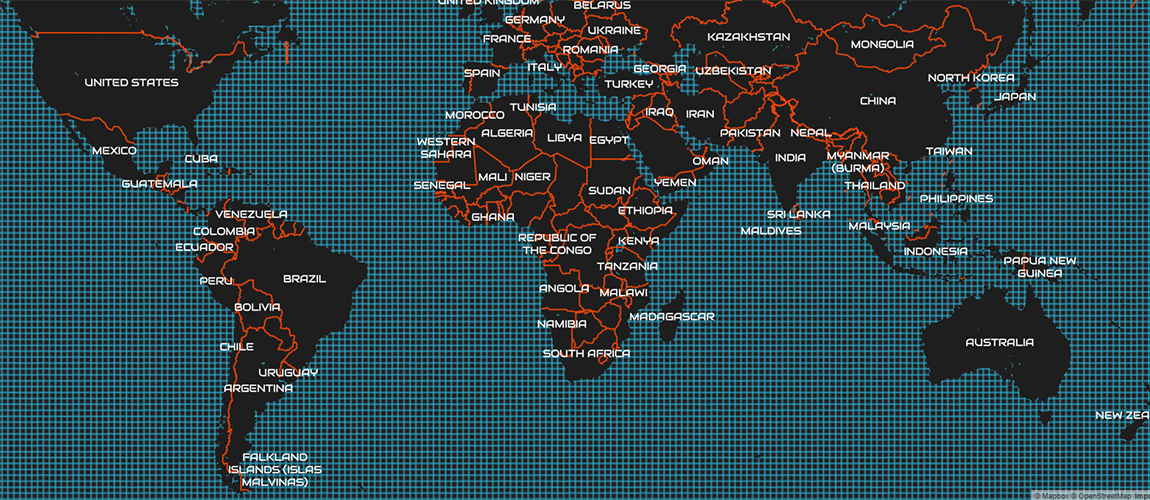 UNITED KINGDOM
BELARUS
GERMANY
UKRAINE
FRANCE
KAZAKHSTAN
MONGOLIA
ROMANIA
ITALY
GEORGIA
UZBEKISTAN
SPAIN
NORTH KOREA
UNITED STATES
TURKEY
JAPAN
CHINA
TUNISIA
MOROCCO
IRAQ
IRAN
ALGERIA
LIBYA
EGYPT
PAKISTAN
NEPAL
WESTERN
SAHARA
MEXICO
CUBA
OMAN
INDIA
MYANMAR
(BURMA)
TAIWAN
GUATEMALA
SENEGAL
MALI
NIGER
SUDAN
YEMEN
THAILAND
PHILIPPINES
VENEZUELA
GHANA
ETHIOPIA
SRI LANKA
COLOMBIA
MALDIVES
MALAYSIA
ECUADOR
REPUBLIC OF
THE CONGO
KENYA
INDONESIA
PERU
BRAZIL
TANZANIA
PAPUA NEW
GUINEA
BOLIVIA
ANGOLA
MALAWI
NAMIBIA
MADAGASCAR
CHILE
SOUTH AFRICA
AUSTRALIA
URUGUAY
ARGENTINA
NEW ZEA
FALKLAND
ISLANDS (ISLAS
MALVINAS)
© Mapbox © OpenStreetMap Impr